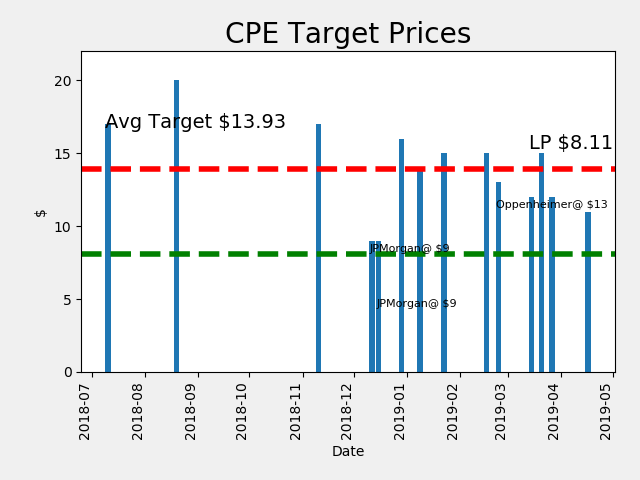 CPE Target Prices
Avg Target $13.93
LP $8.11
Oppenheimer@ $13
JPMorgan@ $9
JPMorgan@ $9
$
20
15
10
5
0
2018-07
2018-08
2018-09
2018-10
2018-11
2018-12
2019-01
2019-02
2019-03
2019-04
2019-05
Date